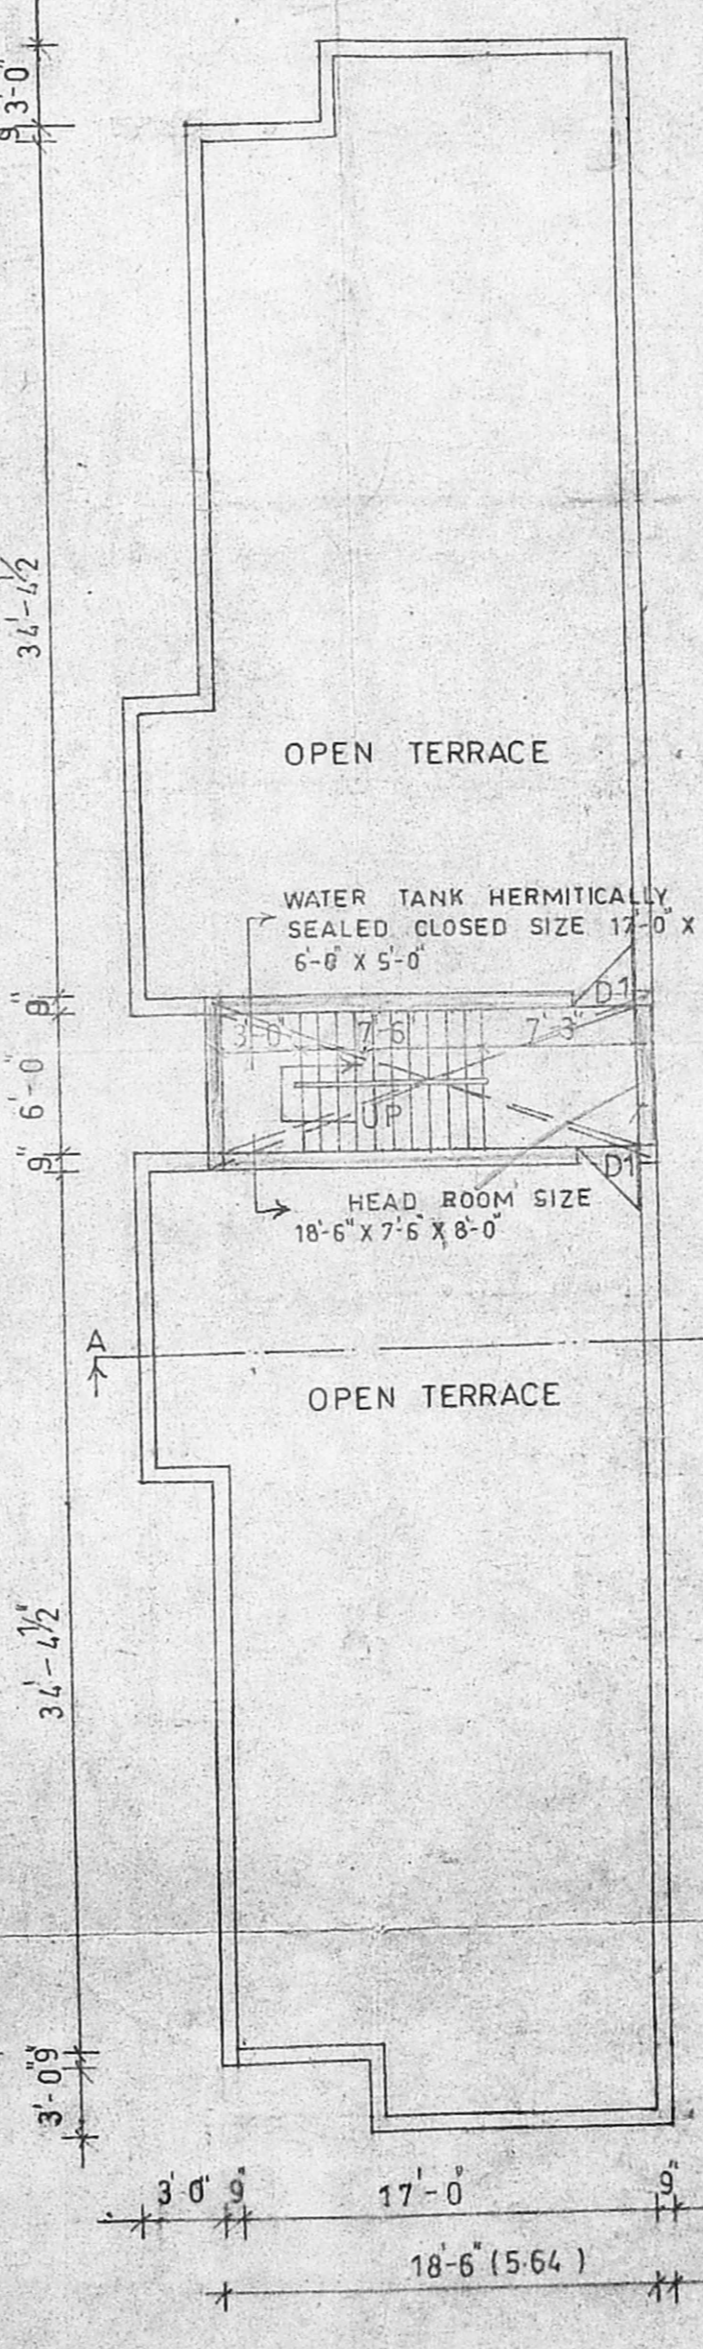 3'-0"
9"
34'-4½
OPEN TERRACE
WATER TANK HERMITICALLY
SEALED CLOSED SIZE 17'-0" X
6'-0" X 5'-0"
9"
D1
3'-0" 7'-6" 7'-3"
6'-0"
UP
9"
D1
HEAD ROOM SIZE
18'-6" X 7'-6" X 8'-0"
A
OPEN TERRACE
34'-4½"
9"
3'-0"
3'-0" 9" 17'-0" 9"
18'-6" (5.64)